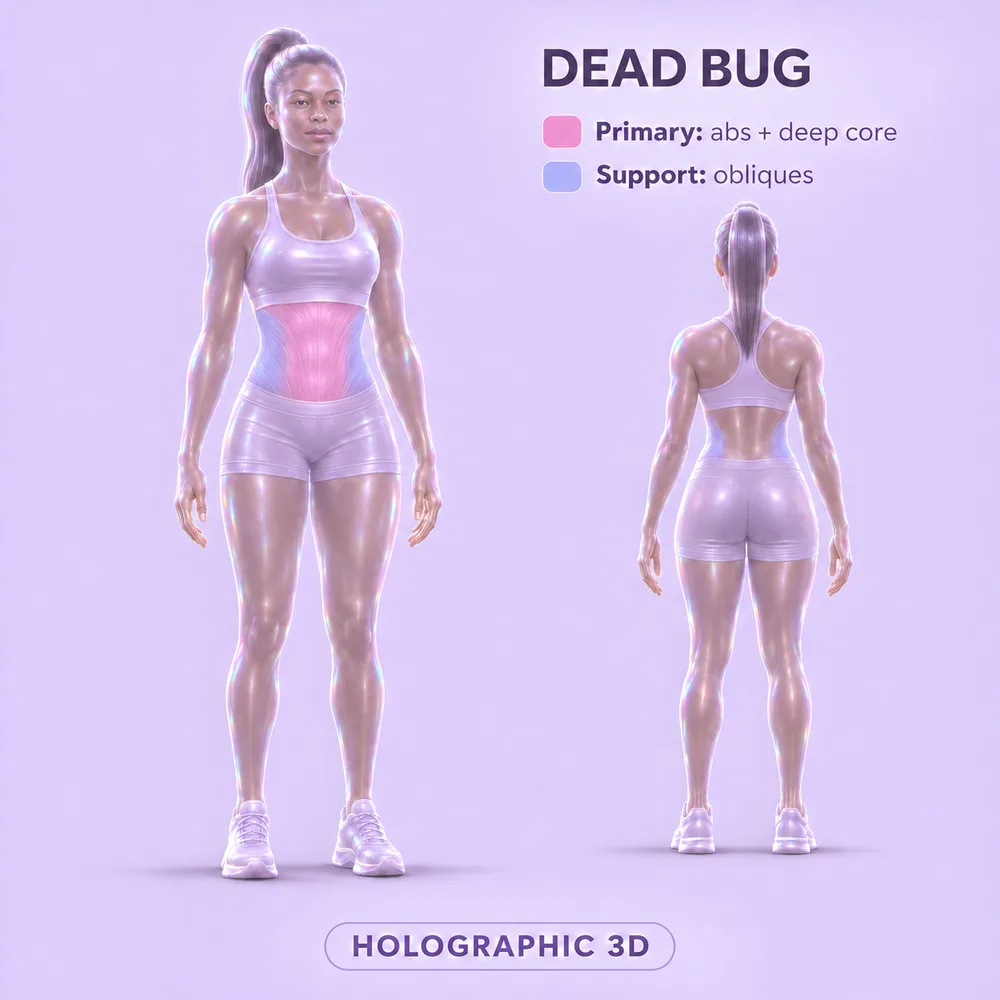 DEAD BUG
Primary: abs + deep core
Support: obliques
HOLOGRAPHIC 3D